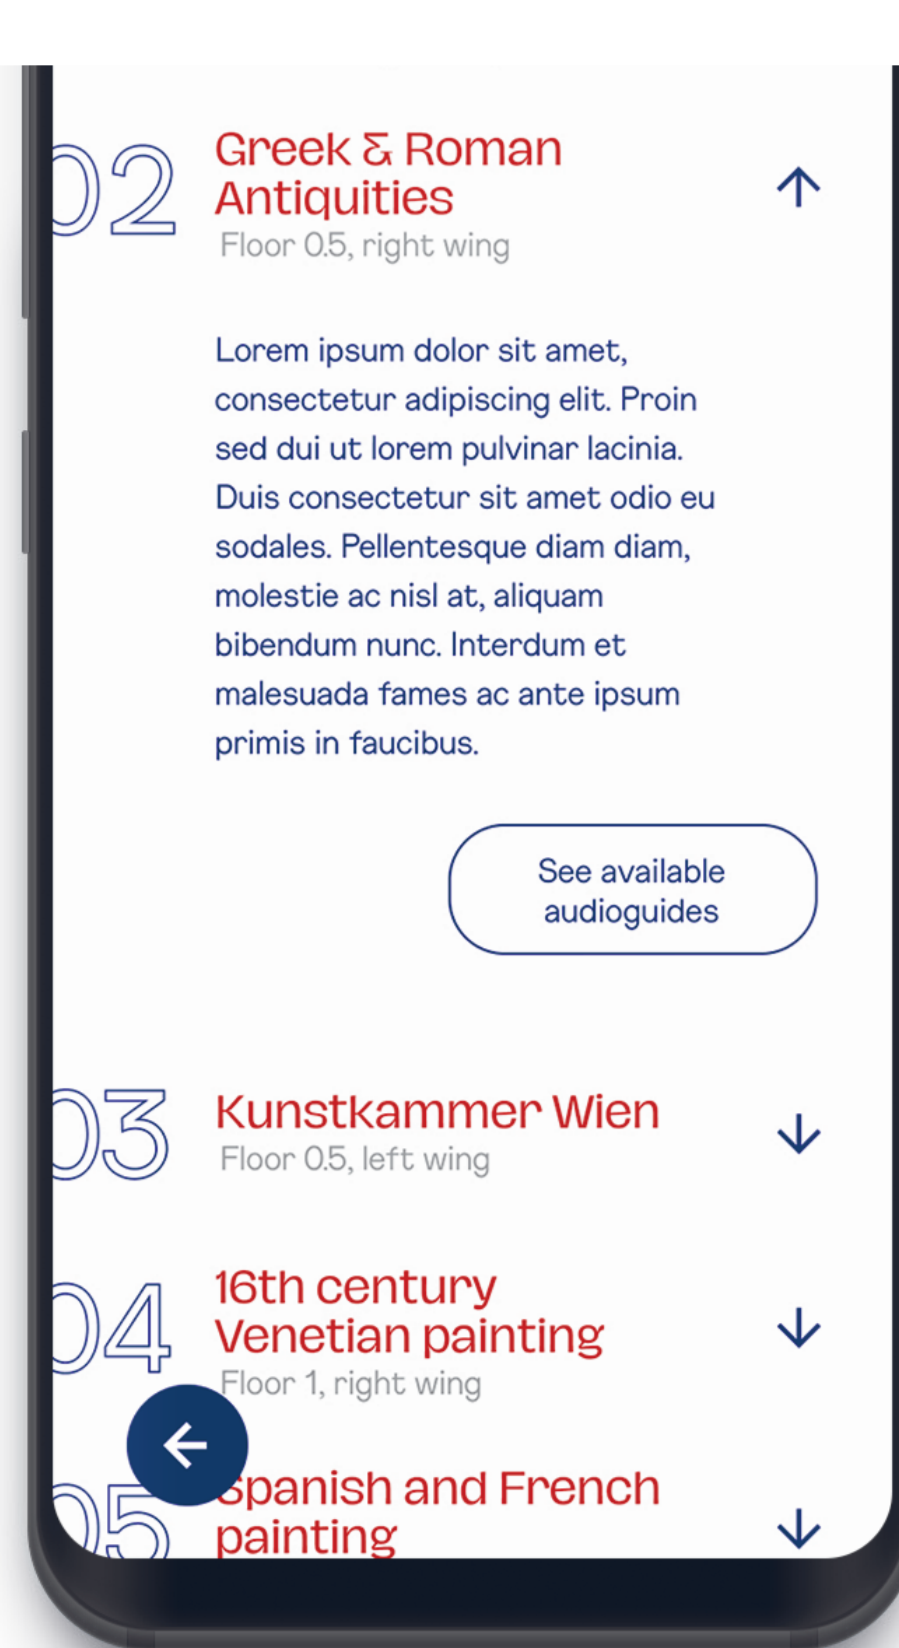 02
Greek & Roman
Antiquities
Floor 0.5, right wing
Lorem ipsum dolor sit amet,
consectetur adipiscing elit. Proin
sed dui ut lorem pulvinar lacinia.
Duis consectetur sit amet odio eu
sodales. Pellentesque diam diam,
molestie ac nisl at, aliquam
bibendum nunc. Interdum et
malesuada fames ac ante ipsum
primis in faucibus.
See available
audioguides
03
Kunstkammer Wien
Floor 0.5, left wing
04
16th century
Venetian painting
Floor 1, right wing
05
Spanish and French
painting